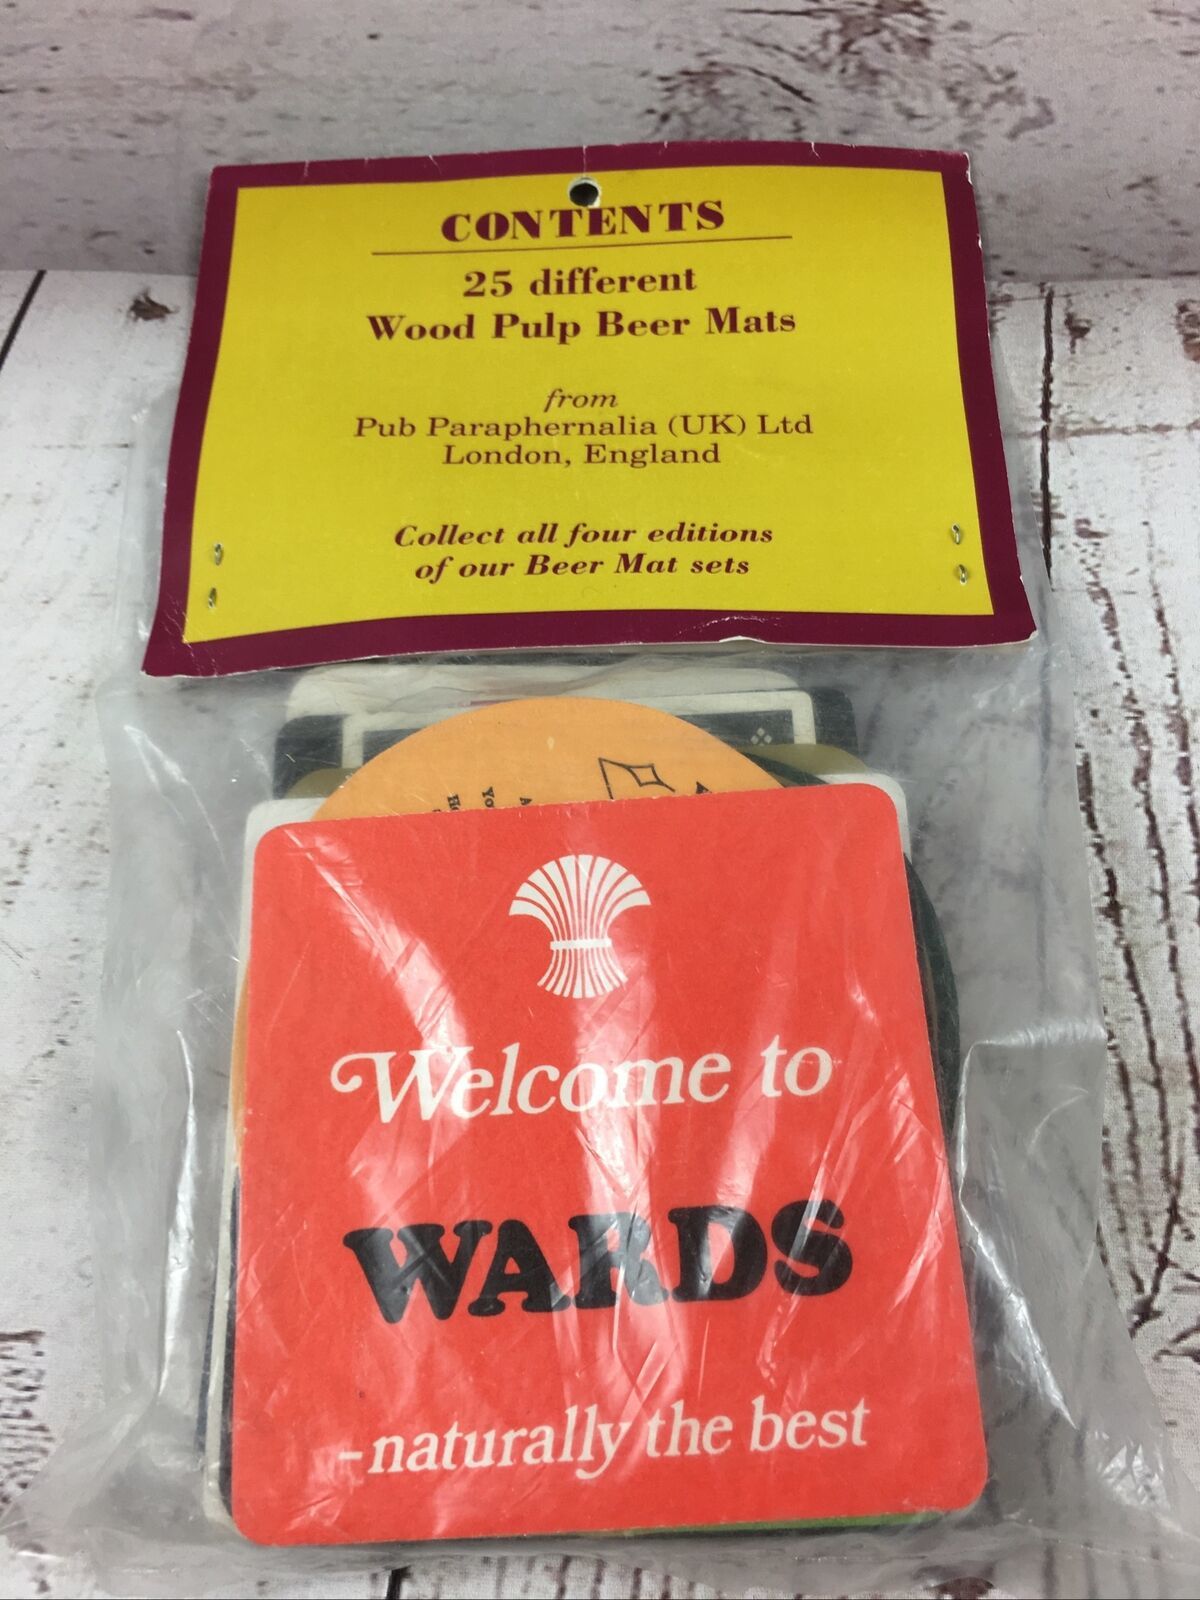 CONTENTS
25 different
Wood Pulp Beer Mats
from
Pub Paraphernalia (UK) Ltd
London, England
Collect all four editions
of our Beer Mat sets
Welcome to
WARDS
-naturally the best